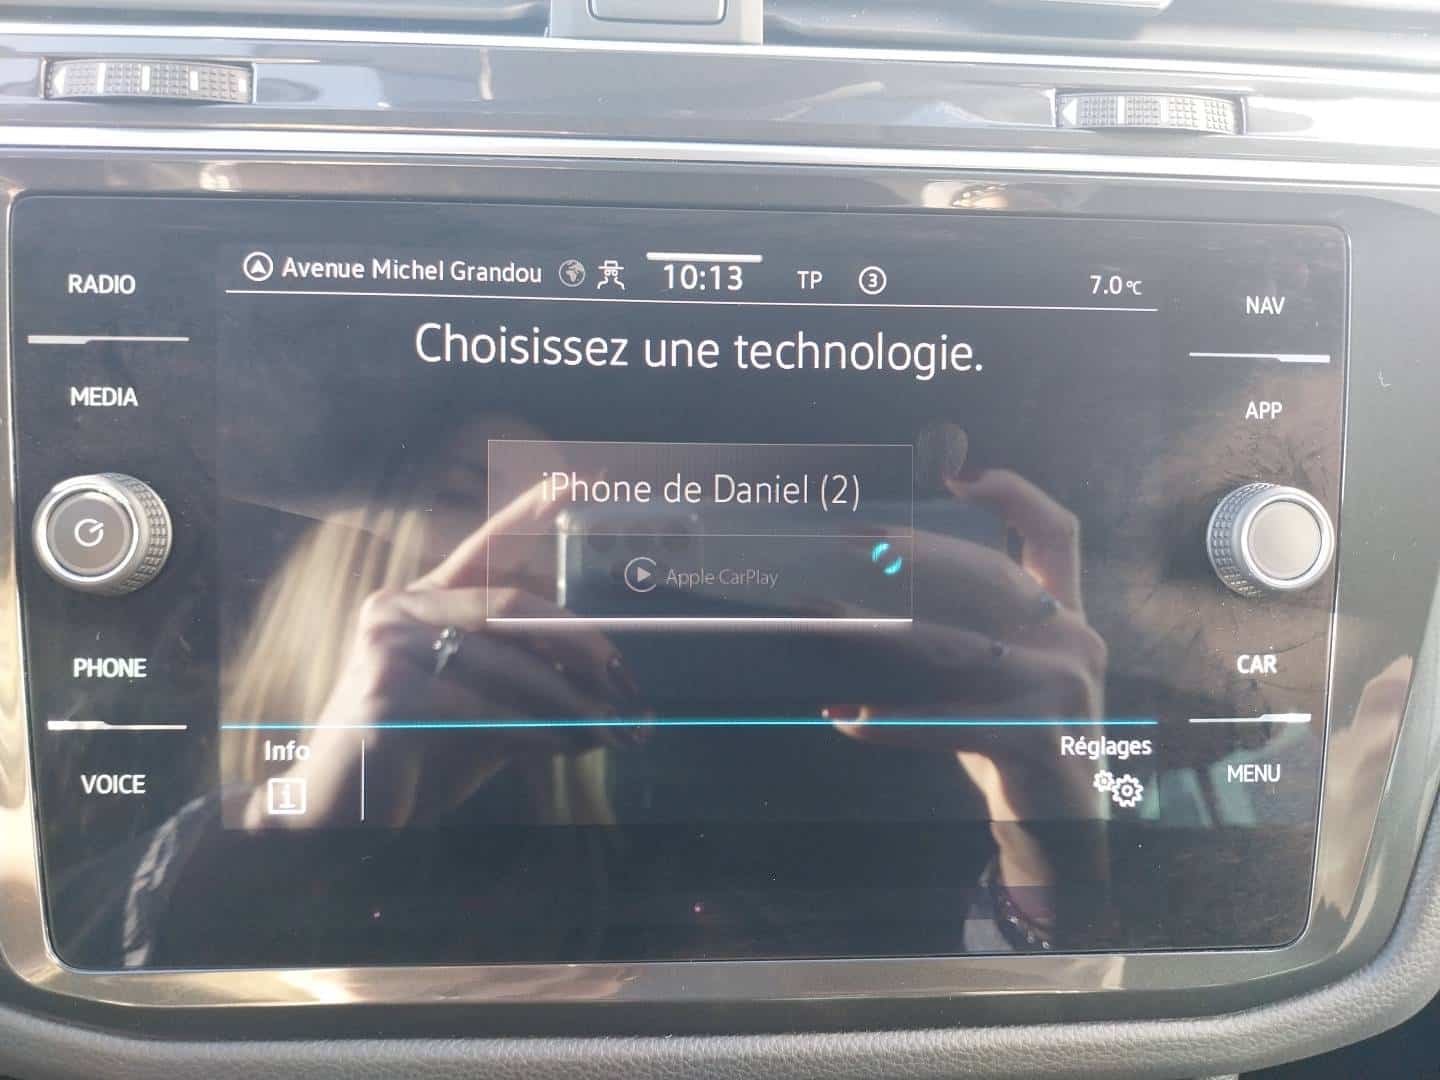 Avenue Michel Grandou 10:13 TP 3 7.0 °C
RADIO
NAV
Choisissez une technologie.
MEDIA
APP
iPhone de Daniel (2)
Apple CarPlay
PHONE
CAR
Info
Réglages
VOICE
MENU